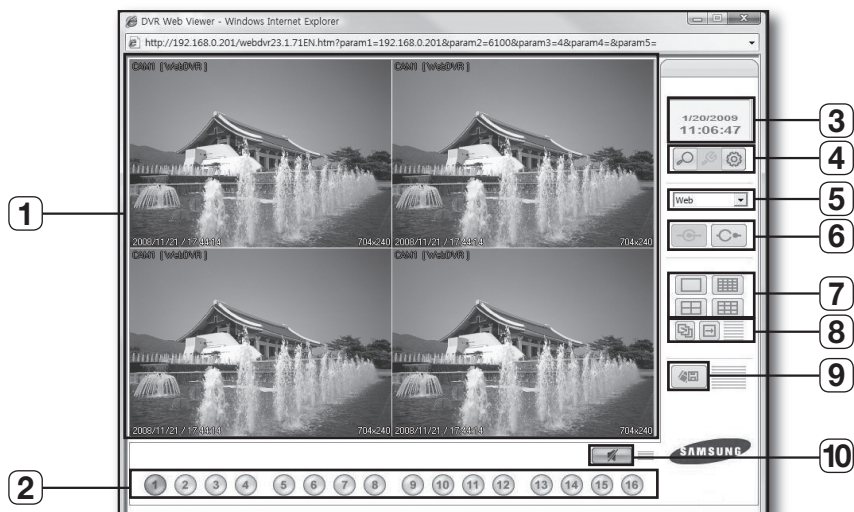 DVR Web Viewer - Windows Internet Explorer
http://192.168.0.201/webdvr23.1.71EN.htm?param1=192.168.0.201&param2=6100&param3=4&param4=&param5=
CAM1 [WebDVR]
CAM1 [WebDVR]
2008/11/21 / 17:44:14
704x240
2008/11/21 / 17:44:14
704x240
CAM1 [WebDVR]
CAM1 [WebDVR]
2008/11/21 / 17:44:14
704x240
2008/11/21 / 17:44:14
704x240
1
2
1/20/2009
11:06:47
Web
3
4
5
6
7
8
9
10
SAMSUNG
1 2 3 4 5 6 7 8 9 10 11 12 13 14 15 16